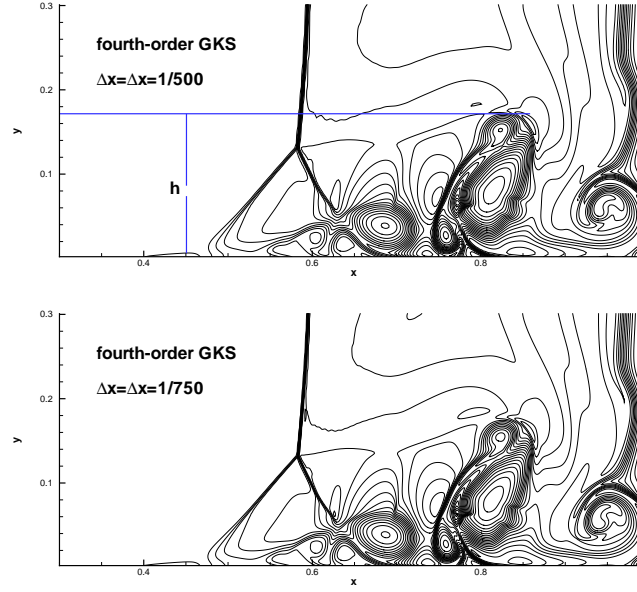 0.3
fourth-order GKS
Δx=Δx=1/500
0.2
y
h
0.1
0.4
0.6
0.8
x
0.3
fourth-order GKS
Δx=Δx=1/750
0.2
y
0.1
0.4
0.6
0.8
x